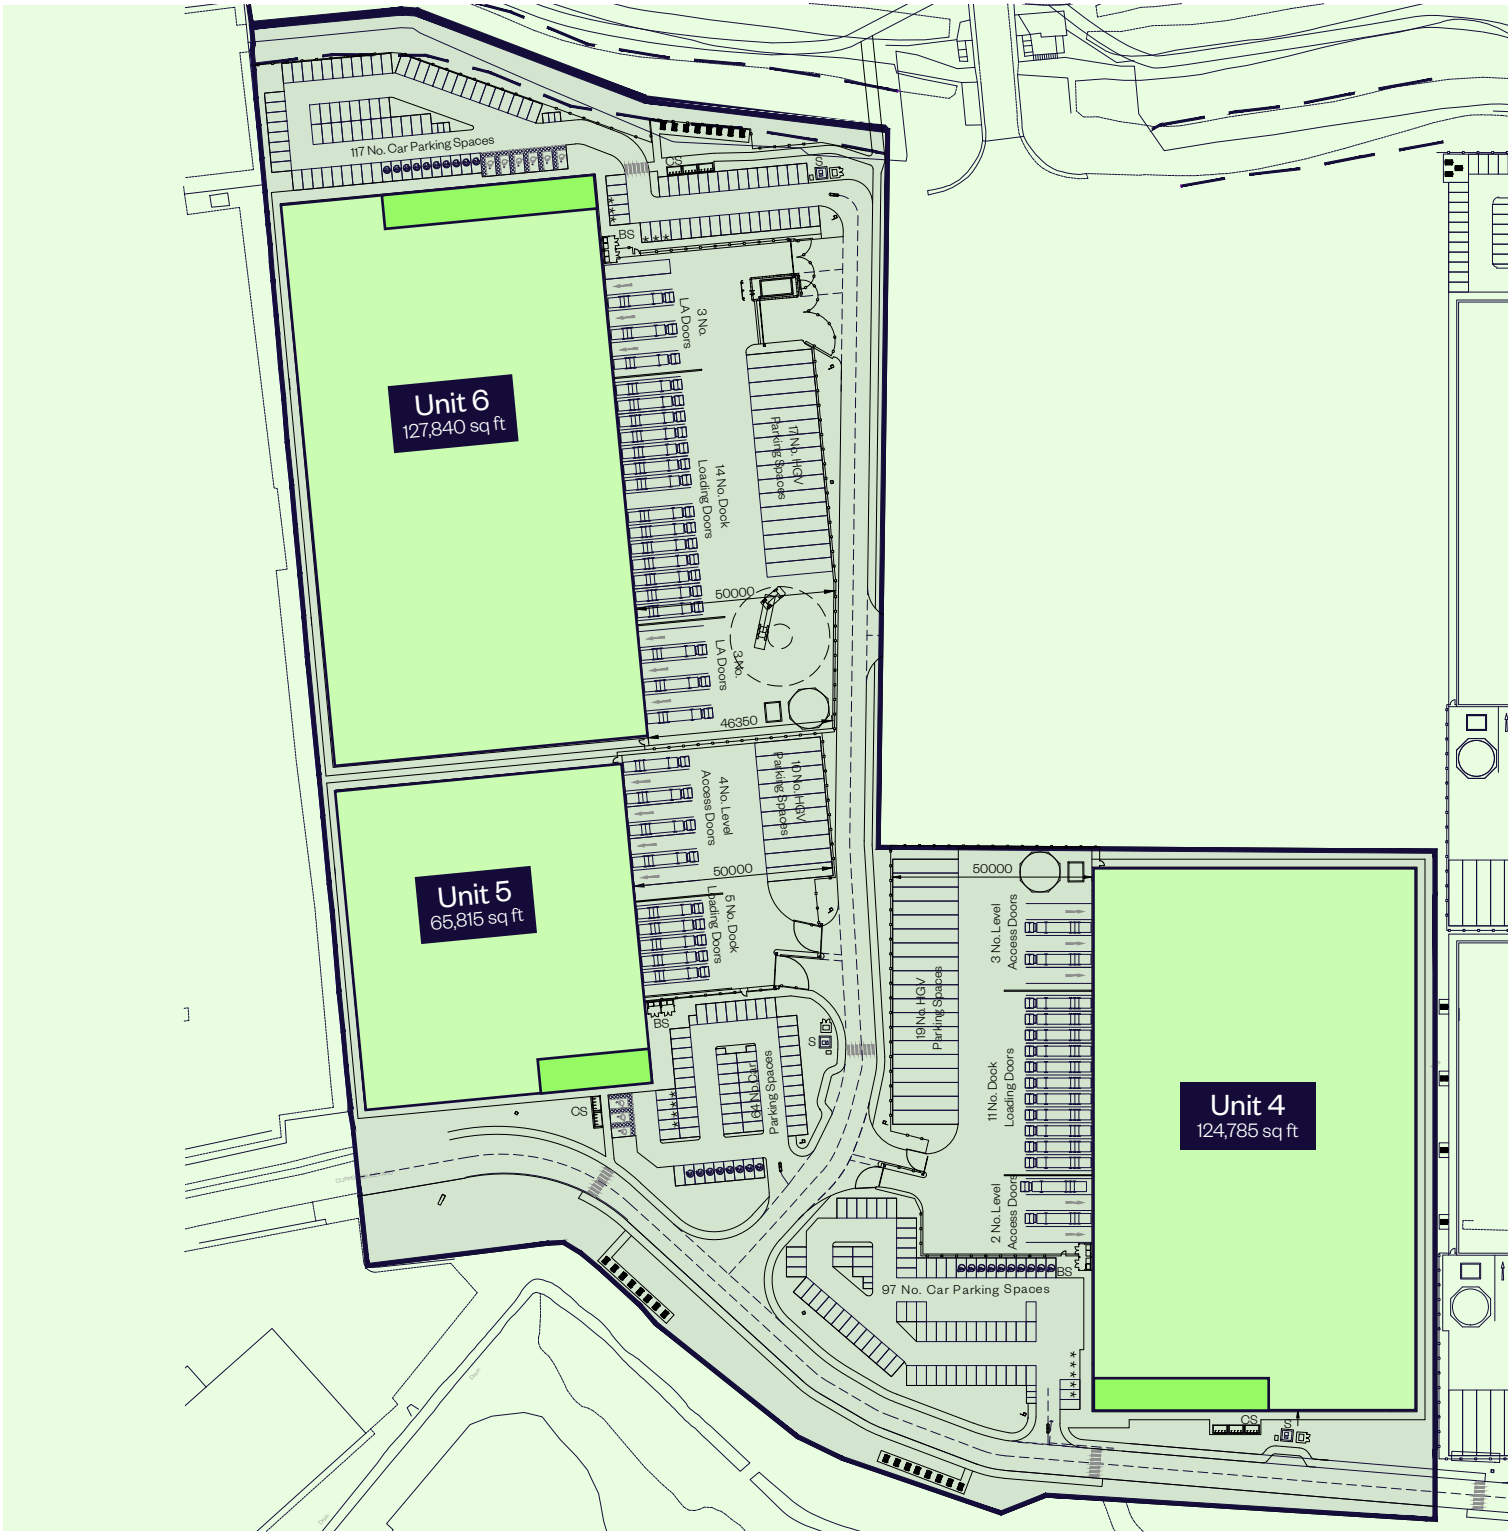 117 No. Car Parking Spaces
CS
S
BS
3 No.
LA Doors
Unit 6
127,840 sq ft
17 No. HGV
Parking Spaces
14 No. Dock
Loading Doors
50000
3 No.
LA Doors
46350
4 No. Level
Access Doors
10 No. HGV
Parking Spaces
50000
Unit 5
65,815 sq ft
5 No. Dock
Loading Doors
BS
S
64 No. Car
Parking Spaces
CS
50000
3 No. Level
Access Doors
19 No. HGV
Parking Spaces
11 No. Dock
Loading Doors
Unit 4
124,785 sq ft
2 No. Level
Access Doors
BS
97 No. Car Parking Spaces
CS
S
Drain
Drain